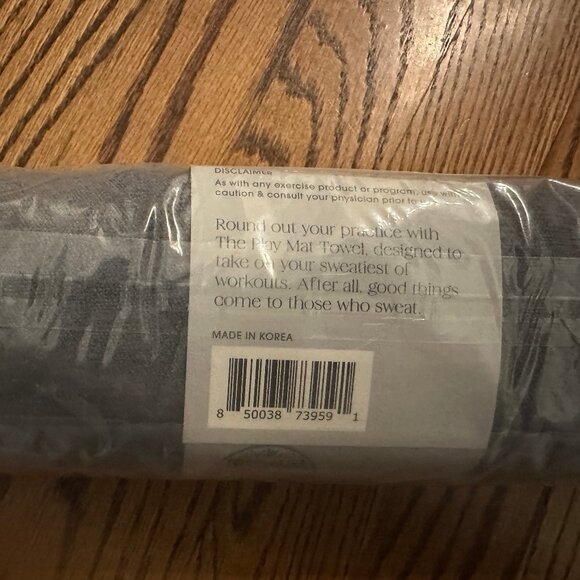 DISCLAIMER
As with any exercise product or program, use with
caution & consult your physician prior to
Round out your practice with
The Play Mat Towel, designed to
take on your sweatiest of
workouts. After all, good things
come to those who sweat.
MADE IN KOREA
8 50038 73959 1